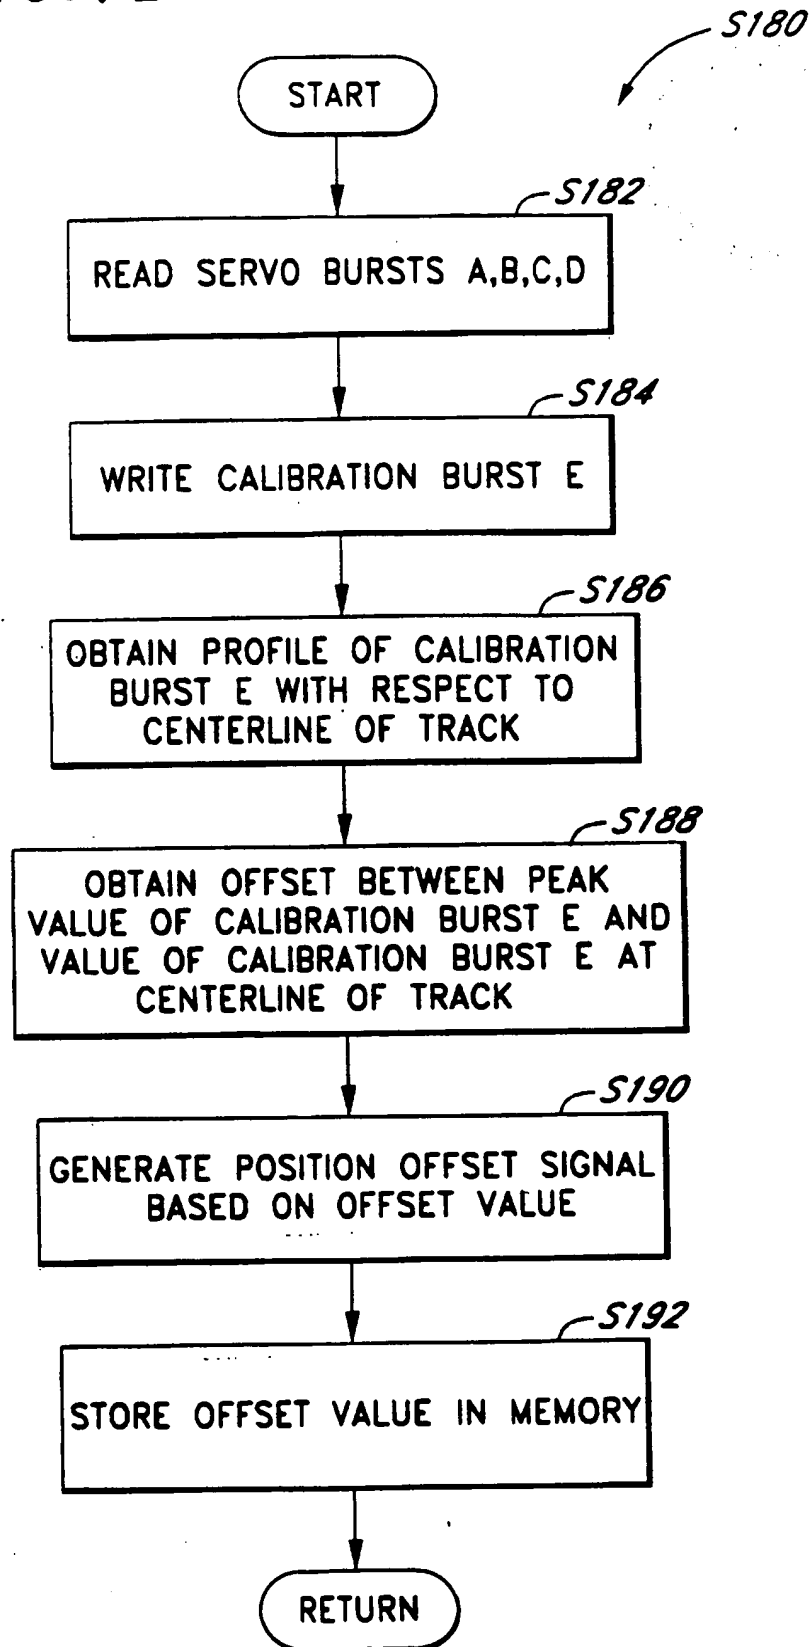 S180
START
S182
READ SERVO BURSTS A,B,C,D
S184
WRITE CALIBRATION BURST E
S186
OBTAIN PROFILE OF CALIBRATION
BURST E WITH RESPECT TO
CENTERLINE OF TRACK
S188
OBTAIN OFFSET BETWEEN PEAK
VALUE OF CALIBRATION BURST E AND
VALUE OF CALIBRATION BURST E AT
CENTERLINE OF TRACK
S190
GENERATE POSITION OFFSET SIGNAL
BASED ON OFFSET VALUE
S192
STORE OFFSET VALUE IN MEMORY
RETURN